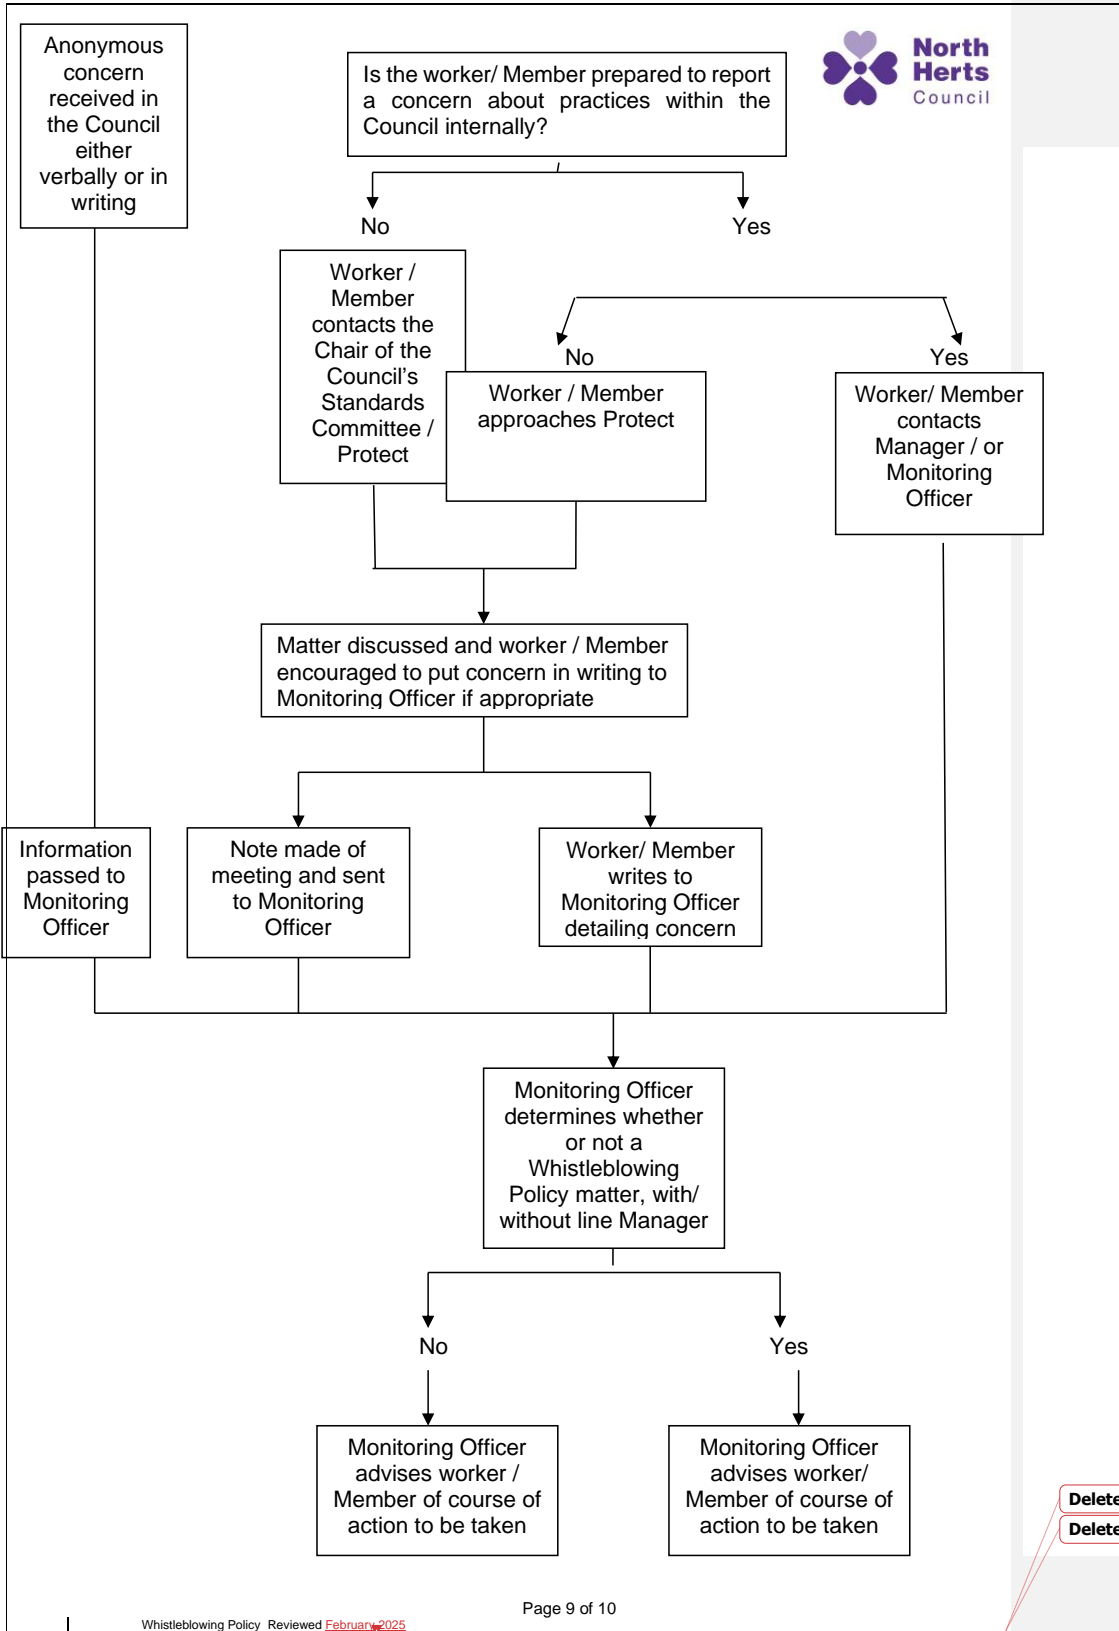 Anonymous
concern
received in
the Council
either
verbally or in
writing
Is the worker/ Member prepared to report
a concern about practices within the
Council internally?
North
Herts
Council
No
Yes
Worker /
Member
contacts the
Chair of the
Council's
Standards
Committee /
Protect
No
Yes
Worker / Member
approaches Protect
Worker/ Member
contacts
Manager / or
Monitoring
Officer
Matter discussed and worker / Member
encouraged to put concern in writing to
Monitoring Officer if appropriate
Information
passed to
Monitoring
Officer
Note made of
meeting and sent
to Monitoring
Officer
Worker/ Member
writes to
Monitoring Officer
detailing concern
Monitoring Officer
determines whether
or not a
Whistleblowing
Policy matter, with/
without line Manager
No
Yes
Monitoring Officer
advises worker /
Member of course of
action to be taken
Monitoring Officer
advises worker/
Member of course of
action to be taken
Delete
Delete
Page 9 of 10
Whistleblowing Policy Reviewed February 2025